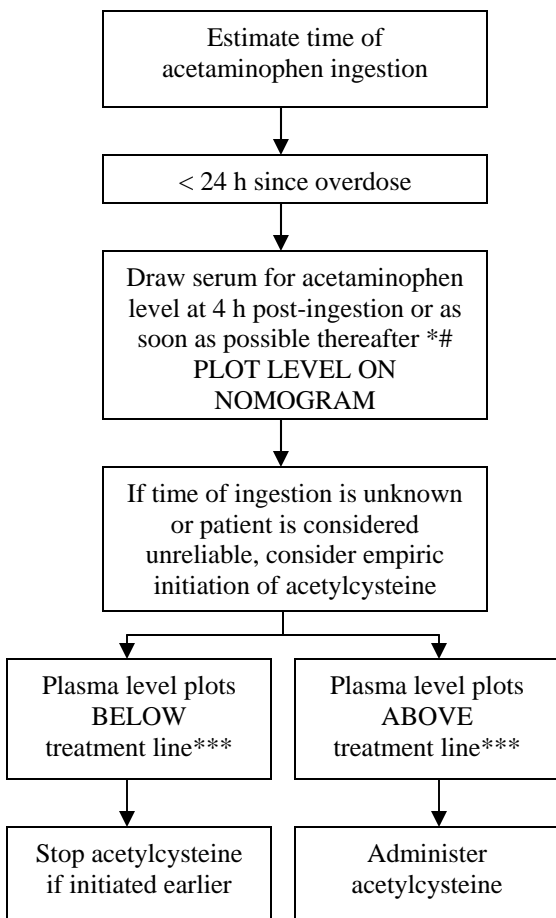 Estimate time of
acetaminophen ingestion
< 24 h since overdose
Draw serum for acetaminophen
level at 4 h post-ingestion or as
soon as possible thereafter *#
PLOT LEVEL ON
NOMOGRAM
If time of ingestion is unknown
or patient is considered
unreliable, consider empiric
initiation of acetylcysteine
Plasma level plots
BELOW
treatment line***
Plasma level plots
ABOVE
treatment line***
Stop acetylcysteine
if initiated earlier
Administer
acetylcysteine